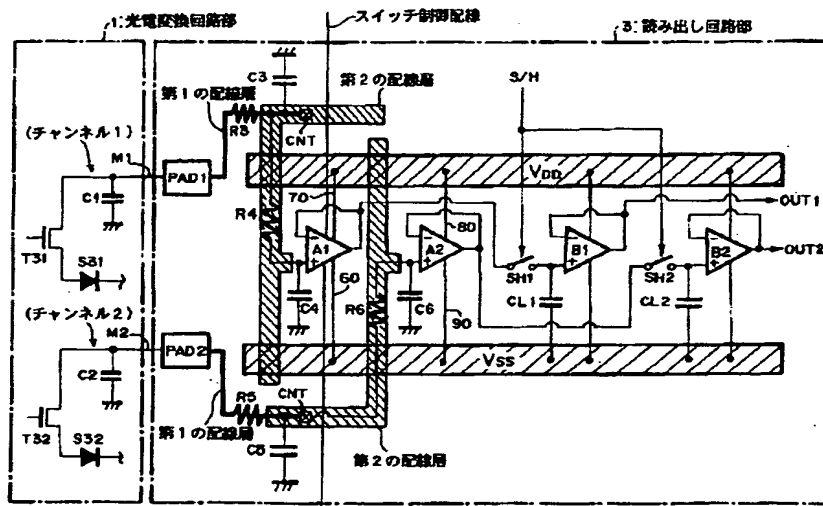 1:光電変換回路部
スイッチ制御配線
3:読み出し回路部
C3
第2の配線層
S/H
第1の配線層
R3
(チャンネル1)
CNT
M1
PAD1
VDD
C1
70
OUT1
R4
80
T31
S31
A1
A2
B1
B2
OUT2
SH1
SH2
60
C4
R6
C6
CL1
CL2
(チャンネル2)
90
M2
PAD2
VSS
C2
R5
CNT
T32
S32
第1の配線層
C5
第2の配線層